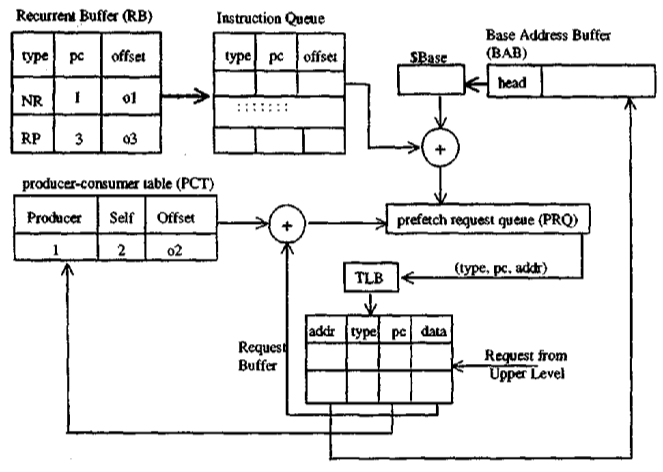 Recurrent Buffer (RB)
Instruction Queue
Base Address Buffer
(BAB)
type pc offset
NR 1 o1
RP 3 o3
type pc offset
:::::::
$Base
head
+
producer-consumer table (PCT)
Producer Self Offset
1 2 o2
+
prefetch request queue (PRQ)
TLB
(type, pc, addr)
addr type pc data
Request
Buffer
Request from
Upper Level